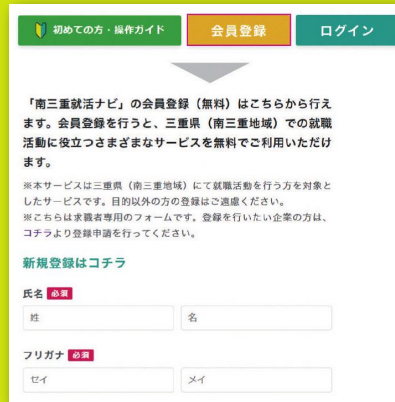 初めての方・操作ガイド
会員登録
ログイン
「南三重就活ナビ」の会員登録（無料）はこちらから行え
ます。会員登録を行うと、三重県（南三重地域）での就職
活動に役立つさまざまなサービスを無料でご利用いただけ
ます。
※本サービスは三重県（南三重地域）にて就職活動を行う方を対象と
したサービスです。目的以外の方の登録はご遠慮ください。
※こちらは求職者専用のフォームです。登録を行いたい企業の方は、
コチラより登録申請を行ってください。
新規登録はコチラ
氏名 必須
姓 名
フリガナ 必須
セイ メイ